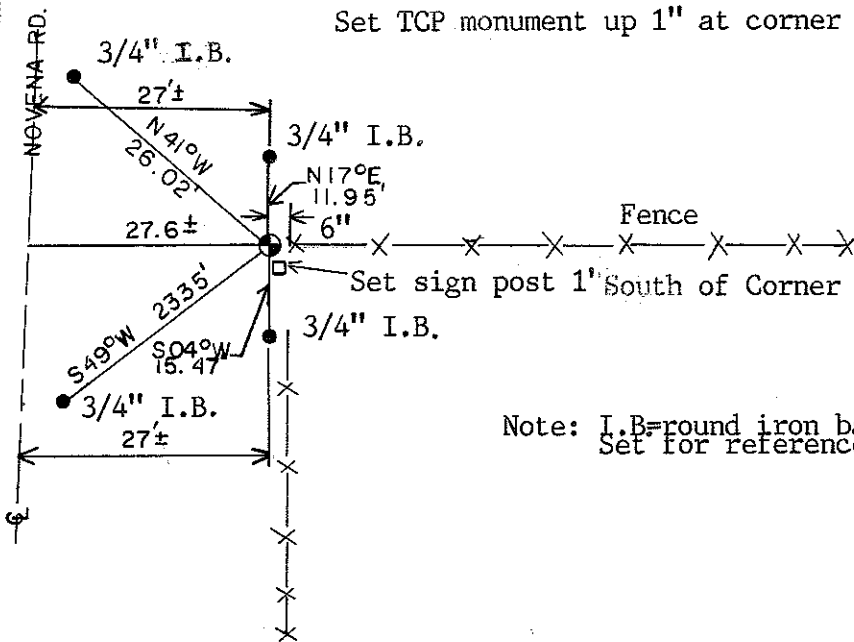 Set TCP monument up 1" at corner
NOVENA RD.
3/4" I.B.
27'±
N41°W
26.02'
3/4" I.B.
N17°E
11.95'
6"
27.6±
Fence
Set sign post 1' South of Corner
S49°W 23.35'
S04°W
15.47
3/4" I.B.
3/4" I.B.
27'±
Note: I.B=round iron
Set for reference
℄